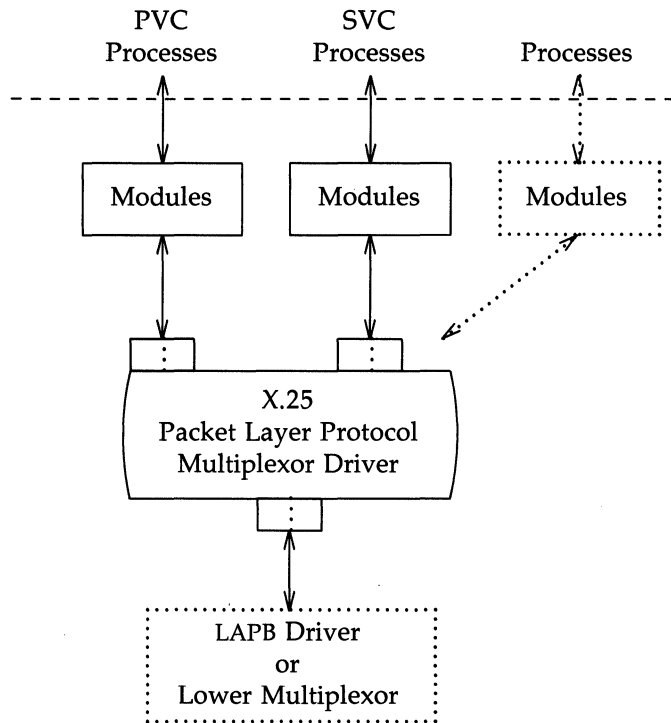 PVC
Processes
SVC
Processes
Processes
Modules
Modules
Modules
X.25
Packet Layer Protocol
Multiplexor Driver
LAPB Driver
or
Lower Multiplexor